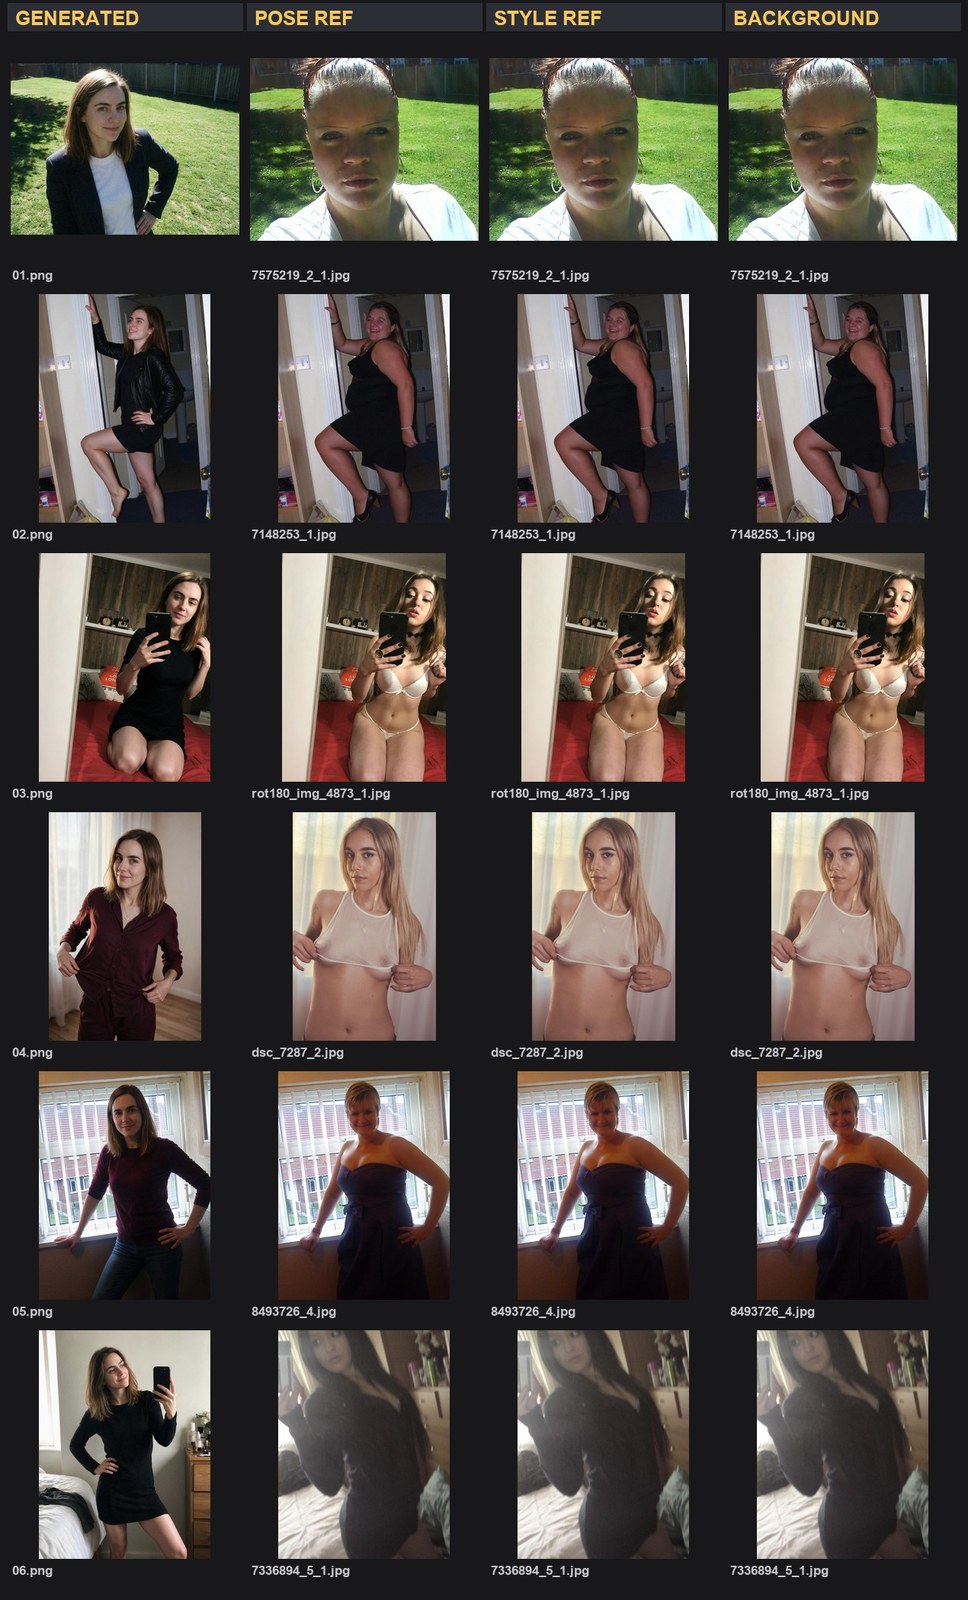 GENERATED POSE REF STYLE REF BACKGROUND
01.png 7575219_2_1.jpg 7575219_2_1.jpg 7575219_2_1.jpg
02.png 7148253_1.jpg 7148253_1.jpg 7148253_1.jpg
03.png rot180_img_4873_1.jpg rot180_img_4873_1.jpg rot180_img_4873_1.jpg
04.png dsc_7287_2.jpg dsc_7287_2.jpg dsc_7287_2.jpg
05.png 8493726_4.jpg 8493726_4.jpg 8493726_4.jpg
06.png 7336894_5_1.jpg 7336894_5_1.jpg 7336894_5_1.jpg